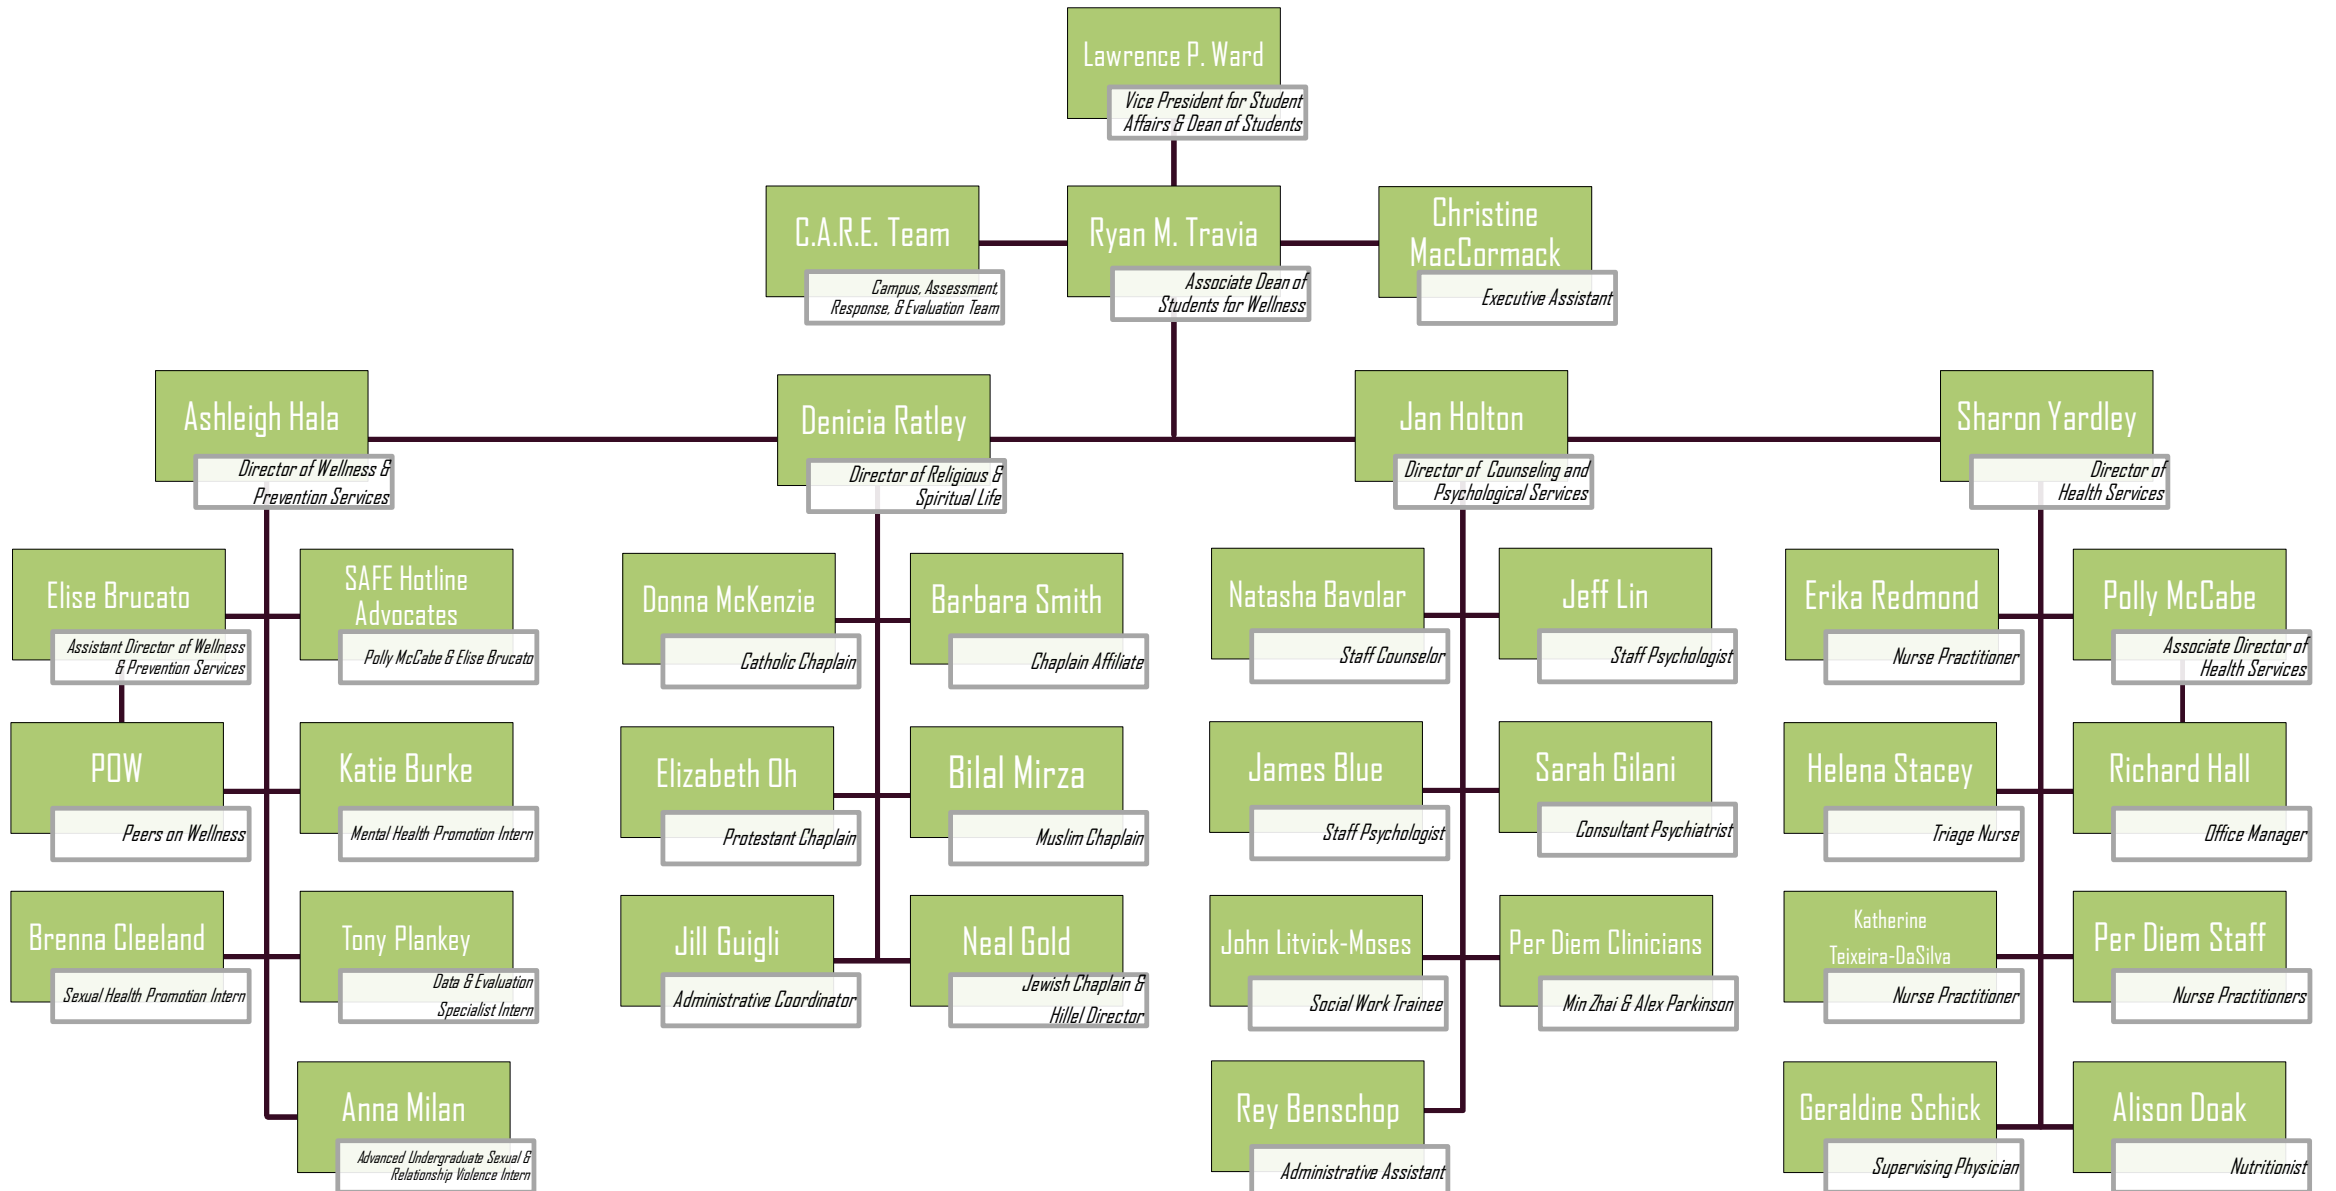 Lawrence P. Ward
Vice President for Student
Affairs & Dean of Students
C.A.R.E. Team
Campus, Assessment,
Response, & Evaluation Team
Ryan M. Travia
Associate Dean of
Students for Wellness
Christine
MacCormack
Executive Assistant
Ashleigh Hala
Director of Wellness &
Prevention Services
Denicia Ratley
Director of Religious &
Spiritual Life
Jan Holton
Director of Counseling and
Psychological Services
Sharon Yardley
Director of
Health Services
Elise Brucato
Assistant Director of Wellness
& Prevention Services
SAFE Hotline
Advocates
Polly McCabe & Elise Brucato
Donna McKenzie
Catholic Chaplain
Barbara Smith
Chaplain Affiliate
Natasha Bavolar
Staff Counselor
Jeff Lin
Staff Psychologist
Erika Redmond
Nurse Practitioner
Polly McCabe
Associate Director of
Health Services
POW
Peers on Wellness
Katie Burke
Mental Health Promotion Intern
Elizabeth Oh
Protestant Chaplain
Bilal Mirza
Muslim Chaplain
James Blue
Staff Psychologist
Sarah Gilani
Consultant Psychiatrist
Helena Stacey
Triage Nurse
Richard Hall
Office Manager
Brenna Cleeland
Sexual Health Promotion Intern
Tony Plankey
Data & Evaluation
Specialist Intern
Jill Guigli
Administrative Coordinator
Neal Gold
Jewish Chaplain &
Hillel Director
John Litvick-Moses
Social Work Trainee
Per Diem Clinicians
Min Zhai & Alex Parkinson
Katherine
Teixeira-DaSilva
Nurse Practitioner
Per Diem Staff
Nurse Practitioners
Anna Milan
Advanced Undergraduate Sexual &
Relationship Violence Intern
Rey Benschop
Administrative Assistant
Geraldine Schick
Supervising Physician
Alison Doak
Nutritionist